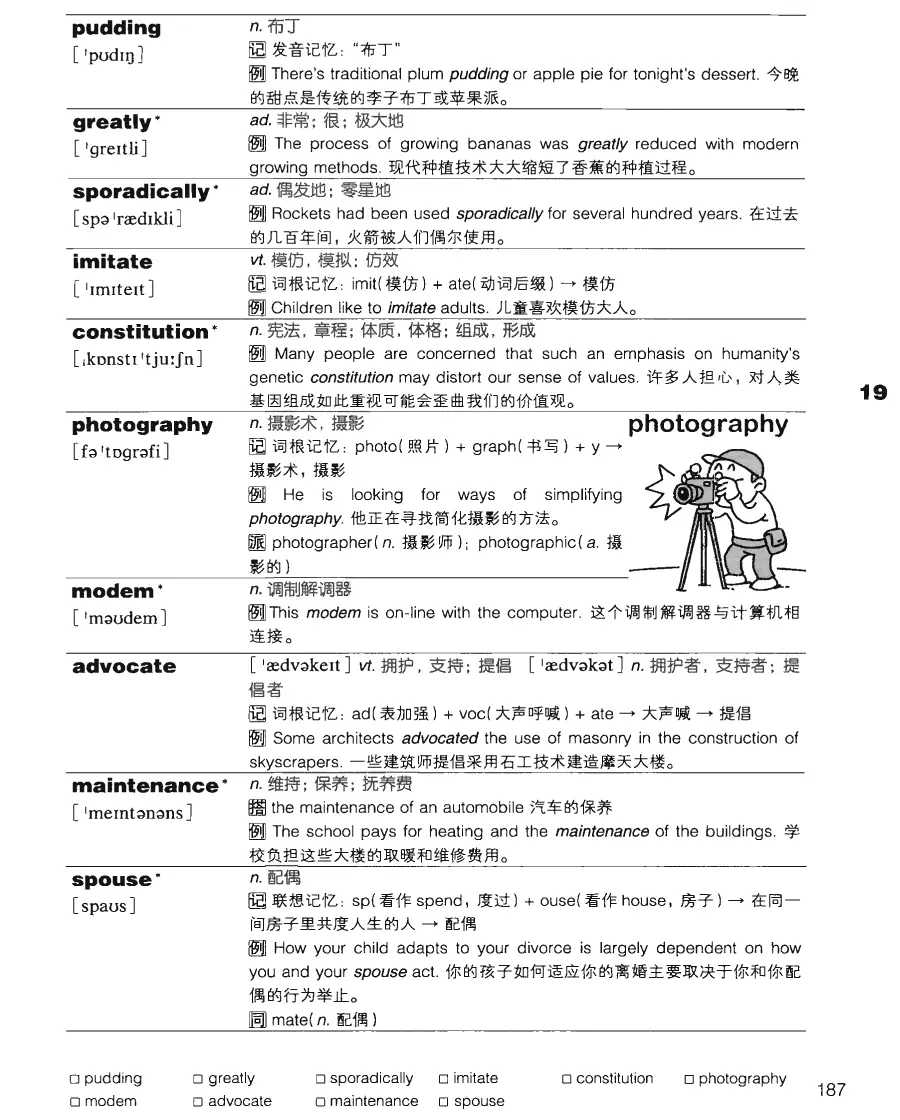 pudding n. 布丁
[ ˈpʊdɪŋ ] 记 发音记忆：“布丁”
例 There's traditional plum pudding or apple pie for tonight's dessert. 今晚
的甜点是传统的李子布丁或苹果派。
greatly* ad. 非常；很；极大地
[ ˈgreɪtli ] 例 The process of growing bananas was greatly reduced with modern
growing methods. 现代种植技术大大缩短了香蕉的种植过程。
sporadically* ad. 偶发地；零星地
[ spəˈrædɪkli ] 例 Rockets had been used sporadically for several hundred years. 在过去
的几百年间，火箭被人们偶尔使用。
imitate vt. 模仿，模拟；仿效
[ ˈɪmɪteɪt ] 记 词根记忆：imit(模仿) + ate(动词后缀) → 模仿
例 Children like to imitate adults. 儿童喜欢模仿大人。
constitution* n. 宪法，章程；体质，体格；组成，形成
[ ˌkɒnstɪˈtjuːʃn ] 例 Many people are concerned that such an emphasis on humanity's
genetic constitution may distort our sense of values. 许多人担心，对人类
基因组成如此重视可能会歪曲我们的价值观。
19
photography n. 摄影术，摄影
photography
[ fəˈtɒgrəfi ] 记 词根记忆：photo(照片) + graph(书写) + y →
摄影术，摄影
例 He is looking for ways of simplifying
photography. 他正在寻找简化摄影的方法。
派 photographer(n. 摄影师)；photographic(a. 摄
影的)
modem* n. 调制解调器
[ ˈməʊdem ] 例 This modem is on-line with the computer. 这个调制解调器与计算机相
连接。
advocate [ ˈædvəkeɪt ] vt. 拥护，支持；提倡 [ ˈædvəkət ] n. 拥护者，支持者；提
倡者
记 词根记忆：ad(表加强) + voc(大声呼喊) + ate → 大声喊 → 提倡
例 Some architects advocated the use of masonry in the construction of
skyscrapers. 一些建筑师提倡采用石工技术建造摩天大楼。
maintenance* n. 维持；保养；抚养费
[ ˈmeɪntənəns ] 搭 the maintenance of an automobile 汽车的保养
例 The school pays for heating and the maintenance of the buildings. 学
校负担这些大楼的取暖和维修费用。
spouse* n. 配偶
[ spaʊs ] 记 联想记忆：sp(看作 spend，度过) + ouse(看作 house，房子) → 在同一
间房子里共度人生的人 → 配偶
例 How your child adapts to your divorce is largely dependent on how
you and your spouse act. 你的孩子如何适应你的离婚主要取决于你和你配
偶的行为举止。
同 mate(n. 配偶)
□ pudding □ greatly □ sporadically □ imitate □ constitution □ photography
□ modem □ advocate □ maintenance □ spouse
187